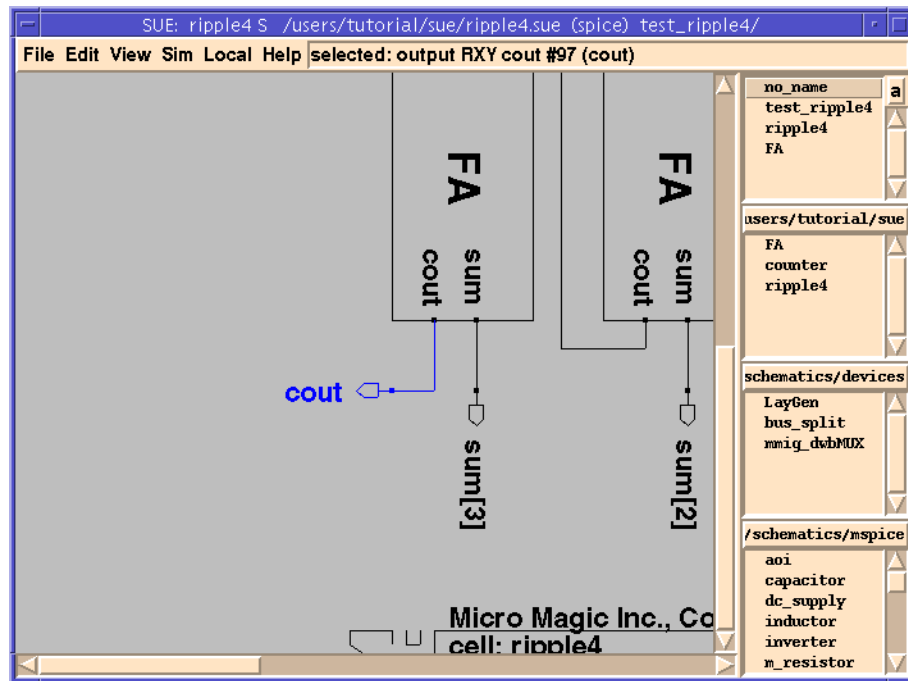 SUE: ripple4 S /users/tutorial/sue/ripple4.sue (spice) test_ripple4/
File Edit View Sim Local Help selected: output RXY cout #97 (cout)
FA
cout
sum
cout
sum[3]
FA
cout
sum
sum[2]
Micro Magic Inc., Co
cell: ripple4
no_name
a
test_ripple4
ripple4
FA
users/tutorial/sue
FA
counter
ripple4
schematics/devices
LayGen
bus_split
mmig_dwbMUX
/schematics/mspice
aoi
capacitor
dc_supply
inductor
inverter
m_resistor